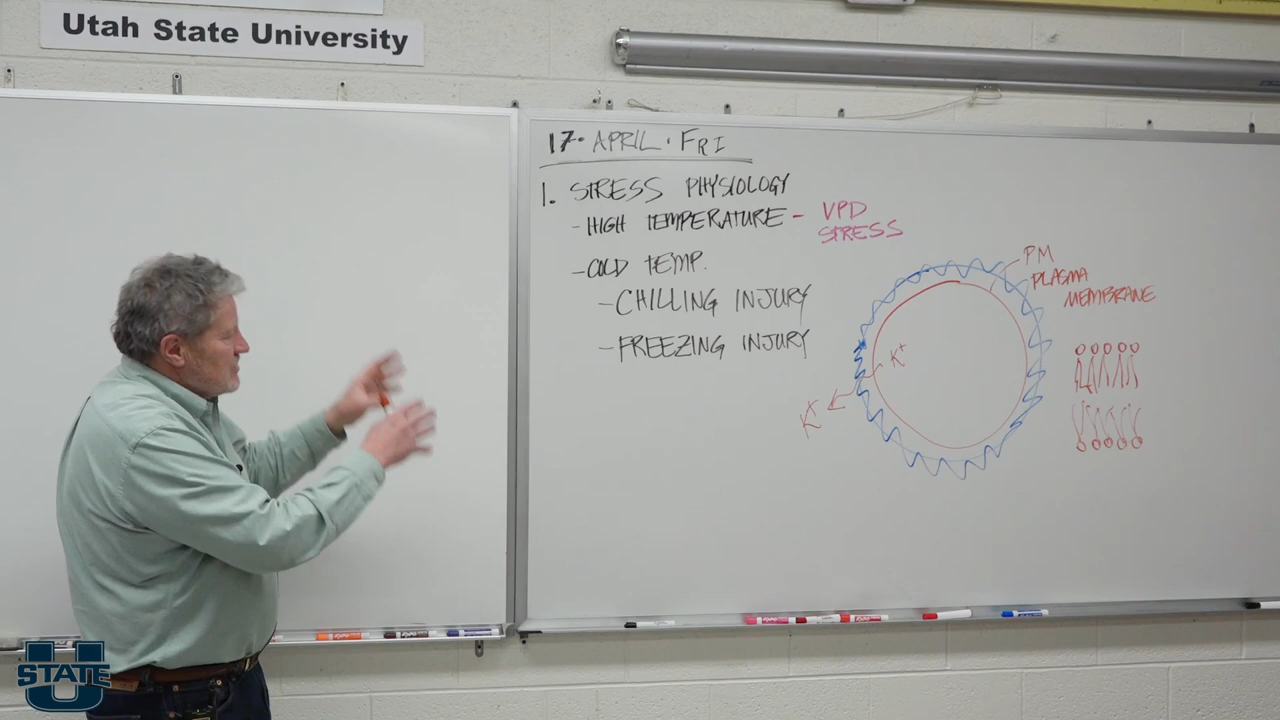 Utah State University
17 · APRIL · FRI
1. STRESS PHYSIOLOGY
- HIGH TEMPERATURE - VPD STRESS
- COLD TEMP.
- CHILLING INJURY
- FREEZING INJURY
PM
PLASMA
MEMBRANE
K+
K+
U
STATE